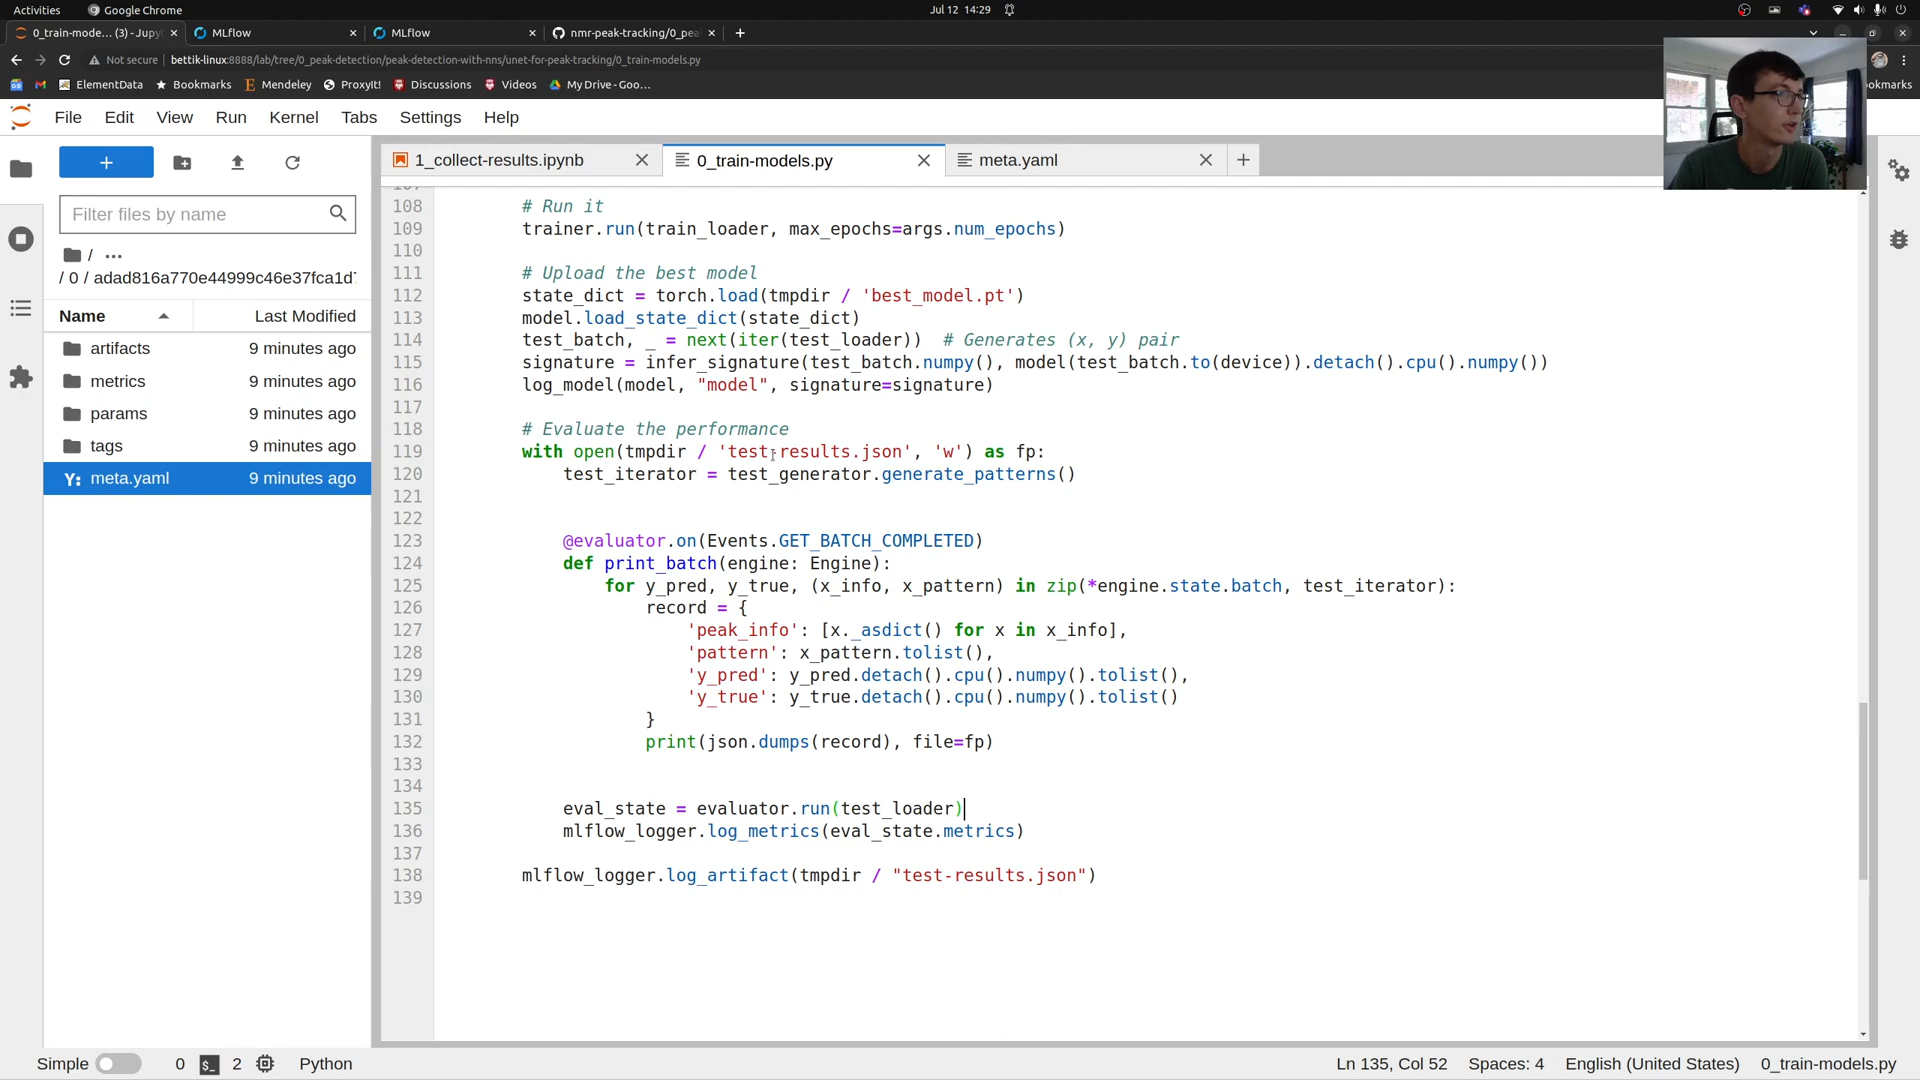 Activities
Google Chrome
Jul 12 14:29
0_train-mode... (3) - Jupyt
MLflow
MLflow
nmr-peak-tracking/0_pea
Not secure
bettik-linux:8888/lab/tree/0_peak-detection/peak-detection-with-nns/unet-for-peak-tracking/0_train-models.py
ElementData
Bookmarks
Mendeley
ProxyIt!
Discussions
Videos
My Drive - Goo...
ookmarks
File
Edit
View
Run
Kernel
Tabs
Settings
Help
1_collect-results.ipynb
0_train-models.py
meta.yaml
Filter files by name
/ ...
/ 0 / adad816a770e44999c46e37fca1d7
Name
Last Modified
artifacts 9 minutes ago
metrics 9 minutes ago
params 9 minutes ago
tags 9 minutes ago
Y: meta.yaml 9 minutes ago
107
108 # Run it
109 trainer.run(train_loader, max_epochs=args.num_epochs)
110
111 # Upload the best model
112 state_dict = torch.load(tmpdir / 'best_model.pt')
113 model.load_state_dict(state_dict)
114 test_batch, _ = next(iter(test_loader))  # Generates (x, y) pair
115 signature = infer_signature(test_batch.numpy(), model(test_batch.to(device)).detach().cpu().numpy())
116 log_model(model, "model", signature=signature)
117
118 # Evaluate the performance
119 with open(tmpdir / 'test-results.json', 'w') as fp:
120 test_iterator = test_generator.generate_patterns()
121
122
123 @evaluator.on(Events.GET_BATCH_COMPLETED)
124 def print_batch(engine: Engine):
125 for y_pred, y_true, (x_info, x_pattern) in zip(*engine.state.batch, test_iterator):
126 record = {
127 'peak_info': [x._asdict() for x in x_info],
128 'pattern': x_pattern.tolist(),
129 'y_pred': y_pred.detach().cpu().numpy().tolist(),
130 'y_true': y_true.detach().cpu().numpy().tolist()
131 }
132 print(json.dumps(record), file=fp)
133
134
135 eval_state = evaluator.run(test_loader)
136 mlflow_logger.log_metrics(eval_state.metrics)
137
138 mlflow_logger.log_artifact(tmpdir / "test-results.json")
139
Simple
0
$_
2
Python
Ln 135, Col 52
Spaces: 4
English (United States)
0_train-models.py